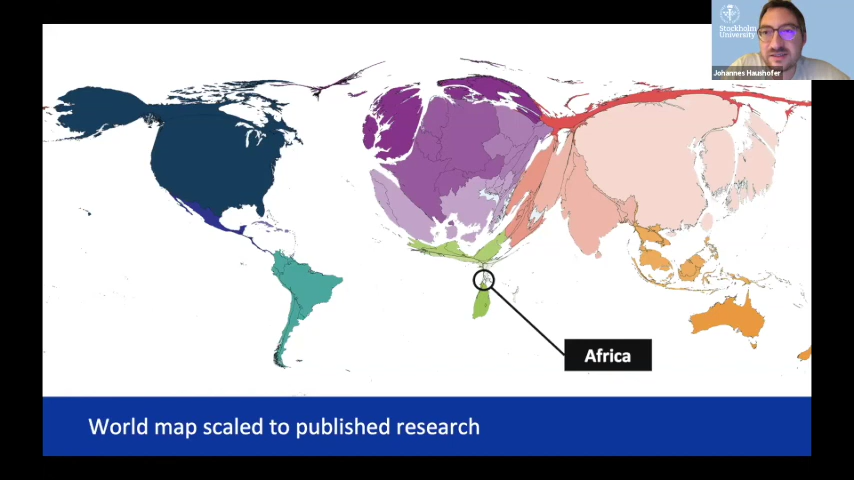 Stockholm
University
Johannes Haushofer
Africa
World map scaled to published research